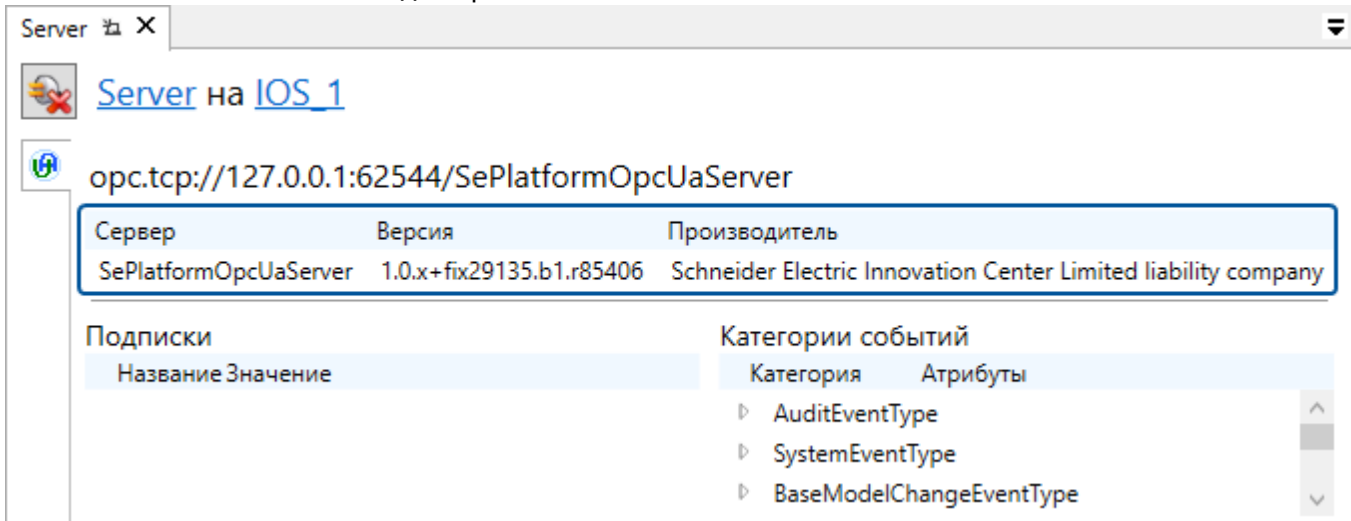 Server
Server на IOS_1
opc.tcp://127.0.0.1:62544/SePlatformOpcUaServer
Сервер Версия Производитель
SePlatformOpcUaServer 1.0.x+fix29135.b1.r85406 Schneider Electric Innovation Center Limited liability company
Подписки
Название Значение
Категории событий
Категория Атрибуты
AuditEventType
SystemEventType
BaseModelChangeEventType